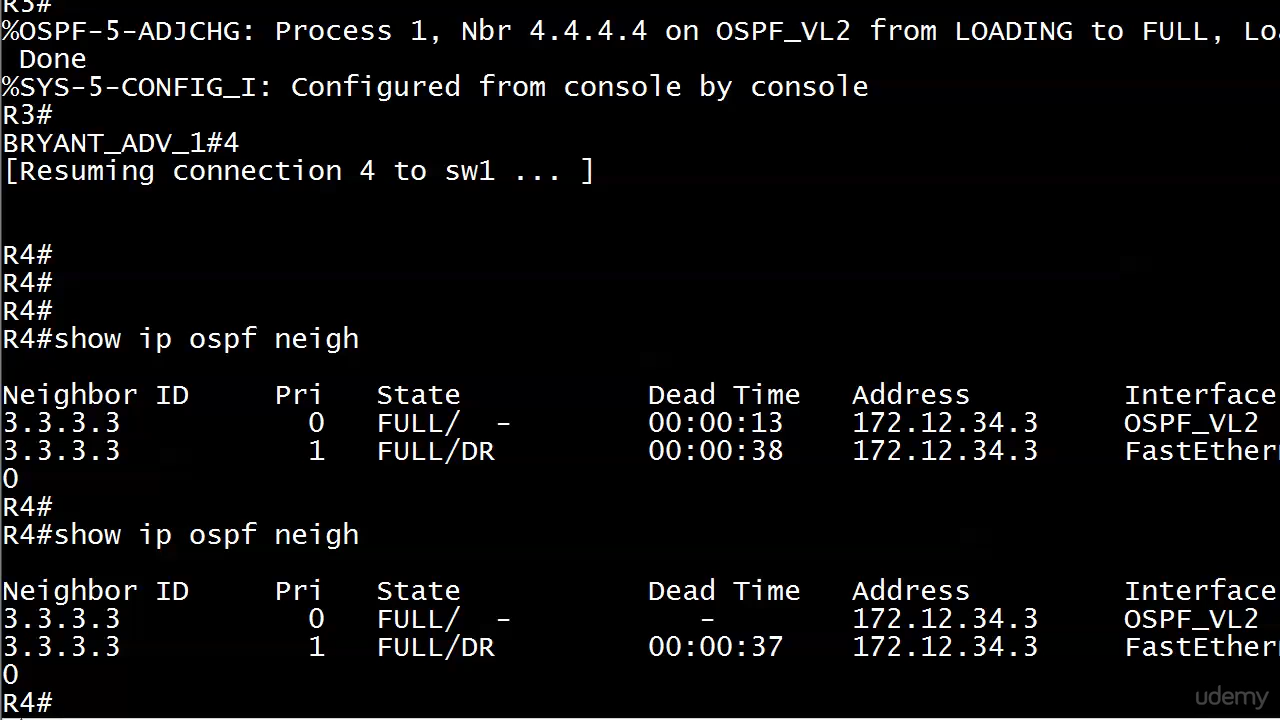 R3#
%OSPF-5-ADJCHG: Process 1, Nbr 4.4.4.4 on OSPF_VL2 from LOADING to FULL, Loa
 Done
%SYS-5-CONFIG_I: Configured from console by console
R3#
BRYANT_ADV_1#4
[Resuming connection 4 to sw1 ... ]
R4#
R4#
R4#
R4#show ip ospf neigh
Neighbor ID     Pri   State           Dead Time   Address         Interface
3.3.3.3           0   FULL/  -        00:00:13    172.12.34.3     OSPF_VL2
3.3.3.3           1   FULL/DR         00:00:38    172.12.34.3     FastEthern
0
R4#
R4#show ip ospf neigh
Neighbor ID     Pri   State           Dead Time   Address         Interface
3.3.3.3           0   FULL/  -           -        172.12.34.3     OSPF_VL2
3.3.3.3           1   FULL/DR         00:00:37    172.12.34.3     FastEthern
0
R4#
udemy